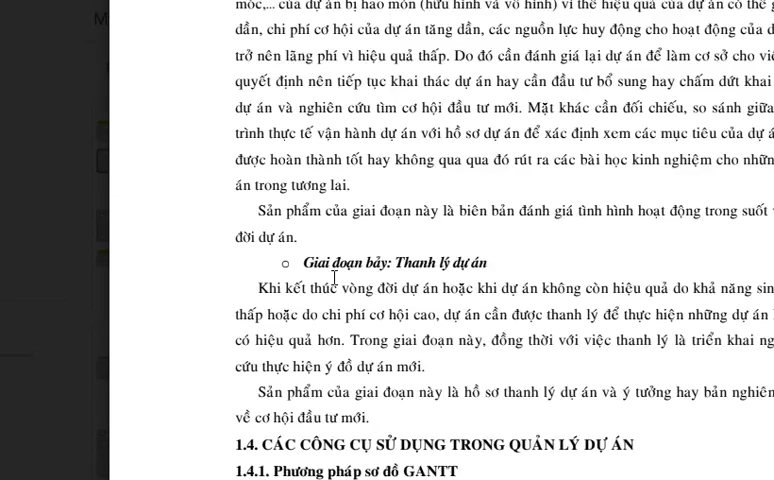 móc,... của dự án bị hao mòn (hữu hình và vô hình) vì thế hiệu quả của dự án có thể
dần, chi phí cơ hội của dự án tăng dần, các nguồn lực huy động cho hoạt động của
trở nên lãng phí vì hiệu quả thấp. Do đó cần đánh giá lại dự án để làm cơ sở cho
quyết định nên tiếp tục khai thác dự án hay cần đầu tư bổ sung hay chấm dứt khai
dự án và nghiên cứu tìm cơ hội đầu tư mới. Mặt khác cần đối chiếu, so sánh giữa
trình thực tế vận hành dự án với hồ sơ dự án để xác định xem các mục tiêu của dự
được hoàn thành tốt hay không qua qua đó rút ra các bài học kinh nghiệm cho
án trong tương lai.
Sản phẩm của giai đoạn này là biên bản đánh giá tình hình hoạt động trong suốt
đời dự án.
○ Giai đoạn bảy: Thanh lý dự án
Khi kết thúc vòng đời dự án hoặc khi dự án không còn hiệu quả do khả năng
thấp hoặc do chi phí cơ hội cao, dự án cần được thanh lý để thực hiện những dự án
có hiệu quả hơn. Trong giai đoạn này, đồng thời với việc thanh lý là triển khai
cứu thực hiện ý đồ dự án mới.
Sản phẩm của giai đoạn này là hồ sơ thanh lý dự án và ý tưởng hay bản
về cơ hội đầu tư mới.
1.4. CÁC CÔNG CỤ SỬ DỤNG TRONG QUẢN LÝ DỰ ÁN
1.4.1. Phương pháp sơ đồ GANTT